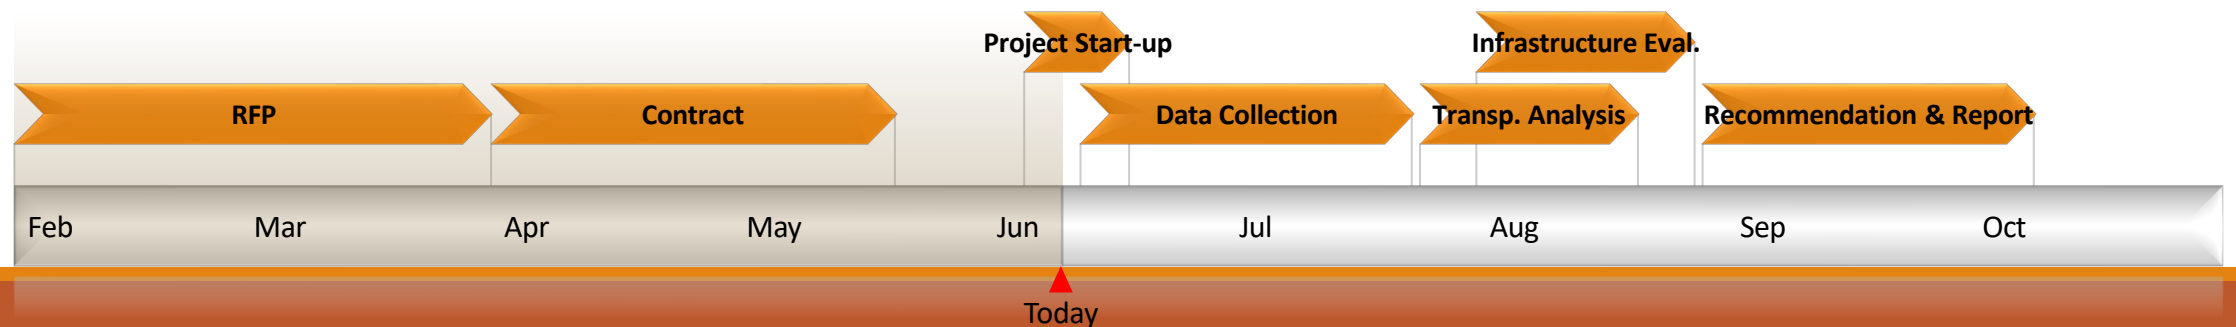 Project Start-up
Infrastructure Eval.
RFP
Contract
Data Collection
Transp. Analysis
Recommendation & Report
Feb
Mar
Apr
May
Jun
Jul
Aug
Sep
Oct
Today